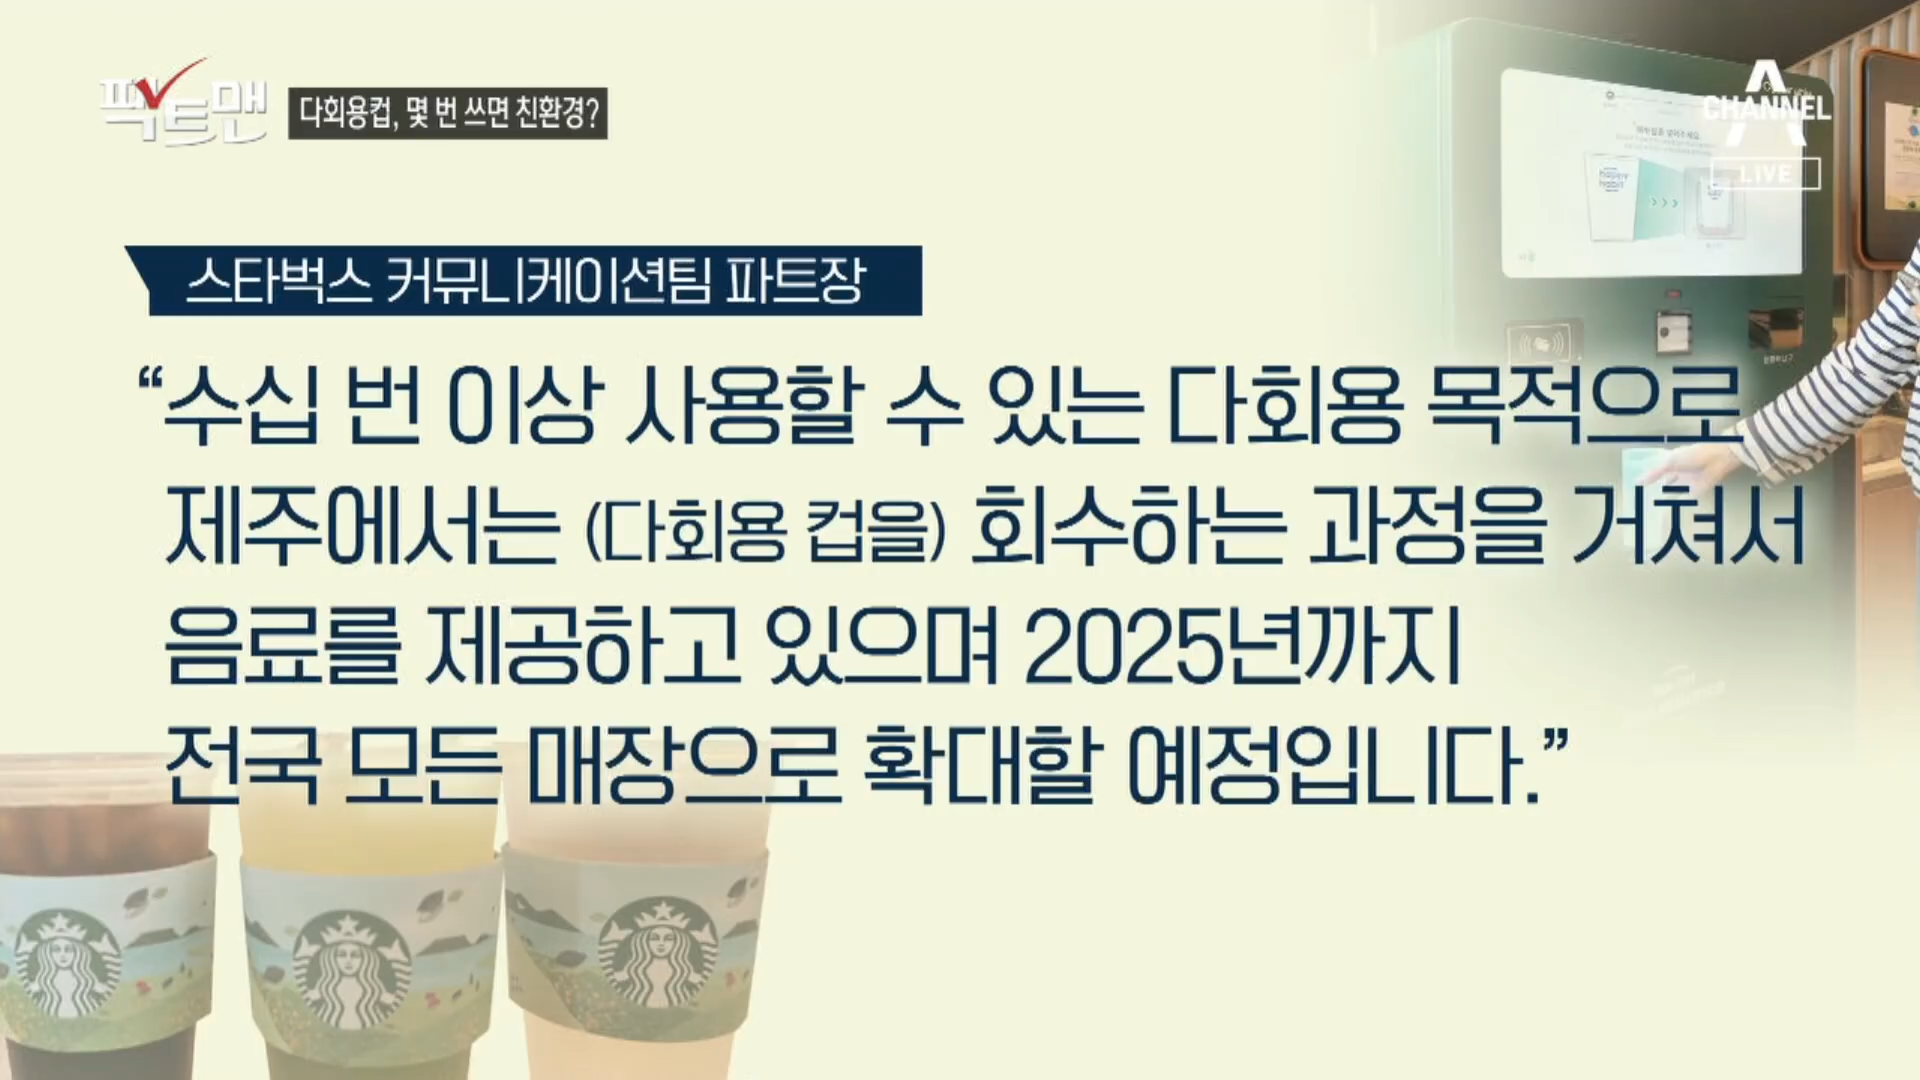 팩트맨
다회용컵, 몇 번 쓰면 친환경?
CHANNEL A
LIVE
스타벅스 커뮤니케이션팀 파트장
“수십 번 이상 사용할 수 있는 다회용 목적으로
제주에서는 (다회용 컵을) 회수하는 과정을 거쳐서
음료를 제공하고 있으며 2025년까지
전국 모든 매장으로 확대할 예정입니다.”
happy
habit